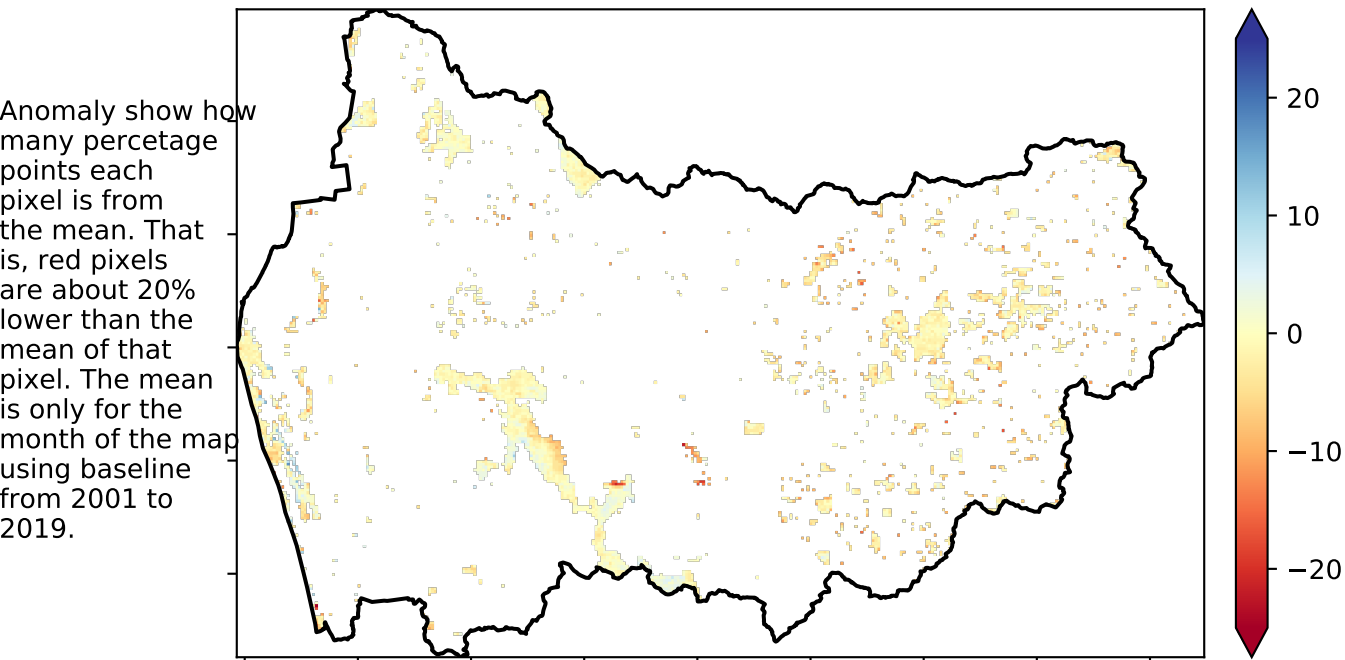 Anomaly show how
many percetage
points each
pixel is from
the mean. That
is, red pixels
are about 20%
lower than the
mean of that
pixel. The mean
is only for the
month of the map
using baseline
from 2001 to
2019.
20
10
0
−10
−20